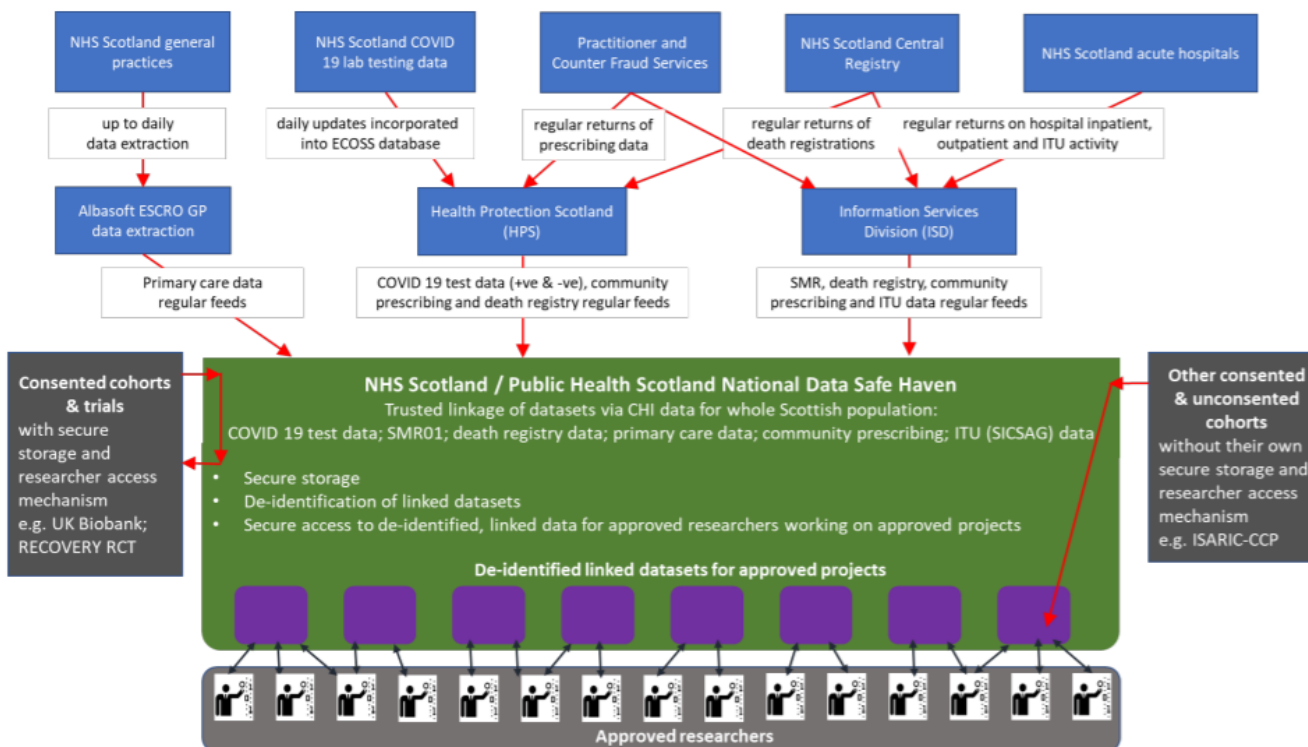 NHS Scotland general
practices
NHS Scotland COVID
19 lab testing data
Practitioner and
Counter Fraud Services
NHS Scotland Central
Registry
NHS Scotland acute hospitals
up to daily
data extraction
daily updates incorporated
into ECOSS database
regular returns of
prescribing data
regular returns of
death registrations
regular returns on hospital inpatient,
outpatient and ITU activity
Albasoft ESCRO GP
data extraction
Health Protection Scotland
(HPS)
Information Services
Division (ISD)
Primary care data
regular feeds
COVID 19 test data (+ve & -ve), community
prescribing and death registry regular feeds
SMR, death registry, community
prescribing and ITU data regular feeds
Consented cohorts
& trials
with secure
storage and
researcher access
mechanism
e.g. UK Biobank;
RECOVERY RCT
NHS Scotland / Public Health Scotland National Data Safe Haven
Trusted linkage of datasets via CHI data for whole Scottish population:
COVID 19 test data; SMR01; death registry data; primary care data; community prescribing; ITU (SICSAG) data
• Secure storage
• De-identification of linked datasets
• Secure access to de-identified, linked data for approved researchers working on approved projects
De-identified linked datasets for approved projects
Other consented
& unconsented
cohorts
without their own
secure storage and
researcher access
mechanism
e.g. ISARIC-CCP
Approved researchers